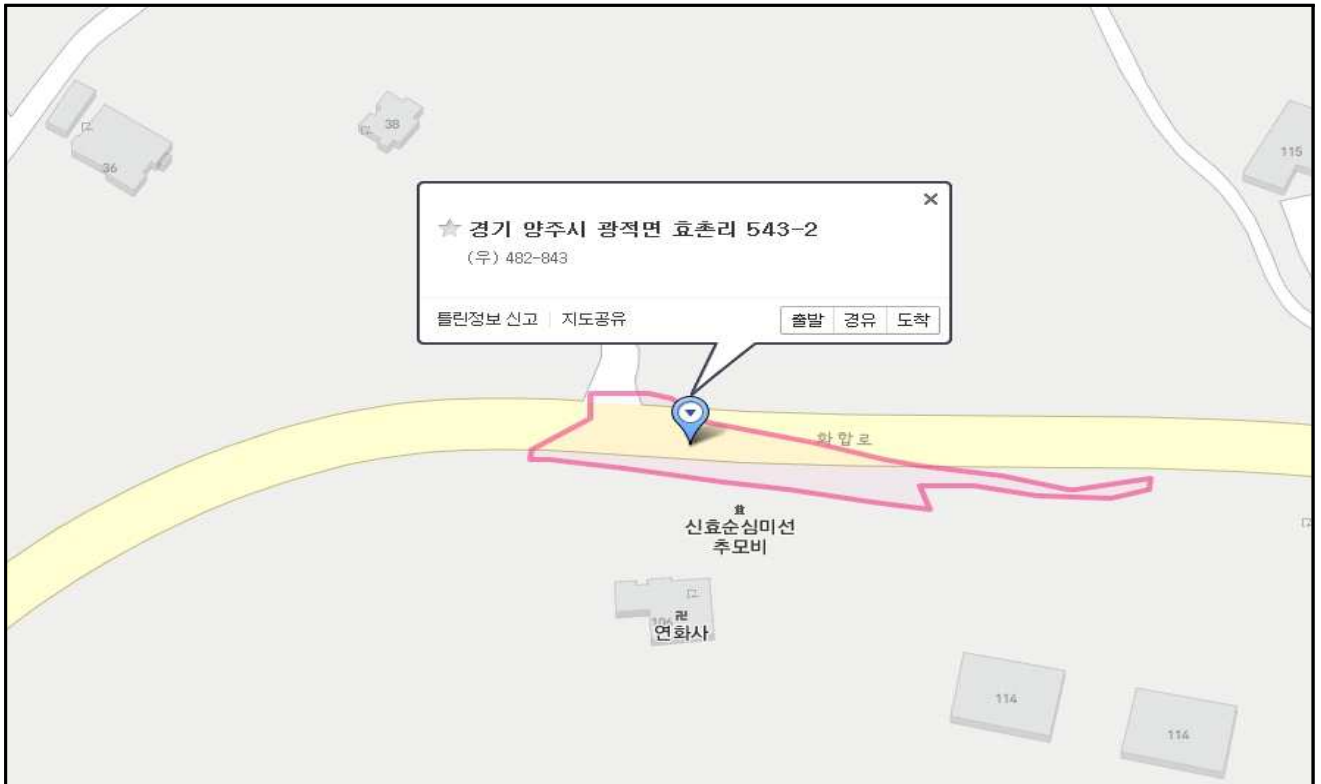 38
36
115
경기 양주시 광적면 효촌리 543-2
(우) 482-843
틀린정보 신고
지도공유
출발
경유
도착
화합로
신효순심미선
추모비
106
卍
연화사
114
114